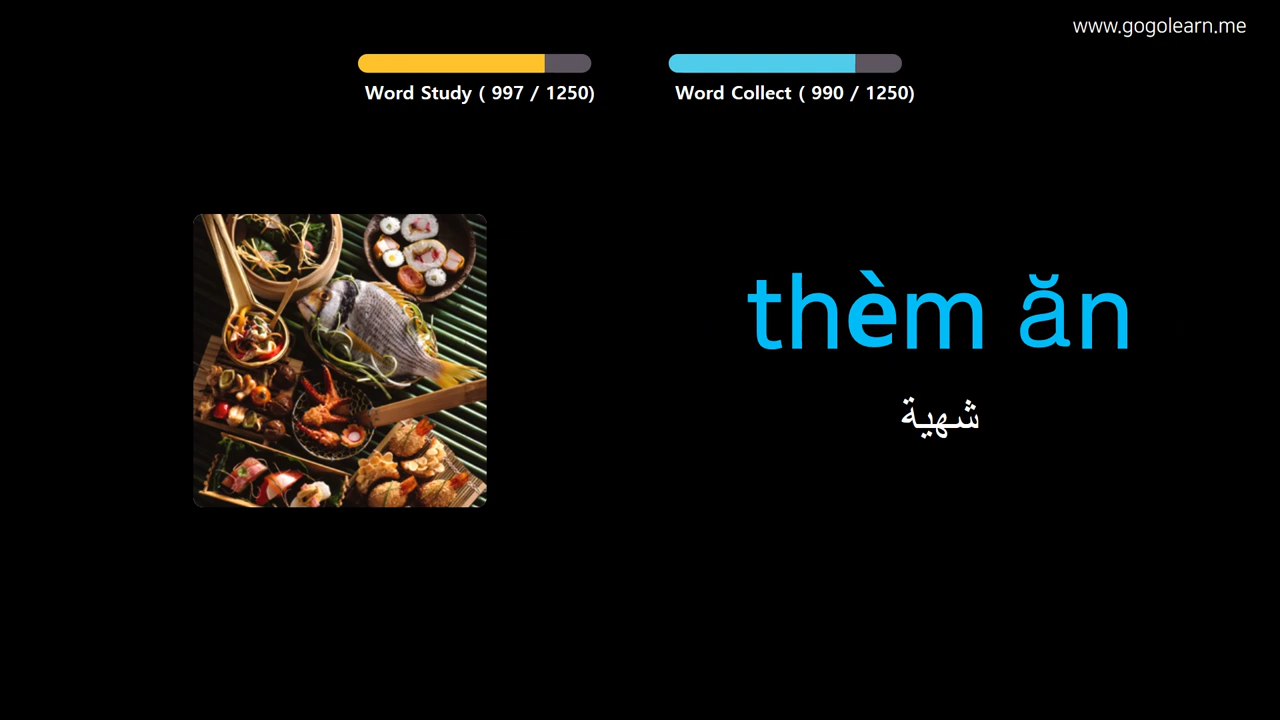 www.gogolearn.me
Word Study ( 997 / 1250)
Word Collect ( 990 / 1250)
thèm ăn
شهية